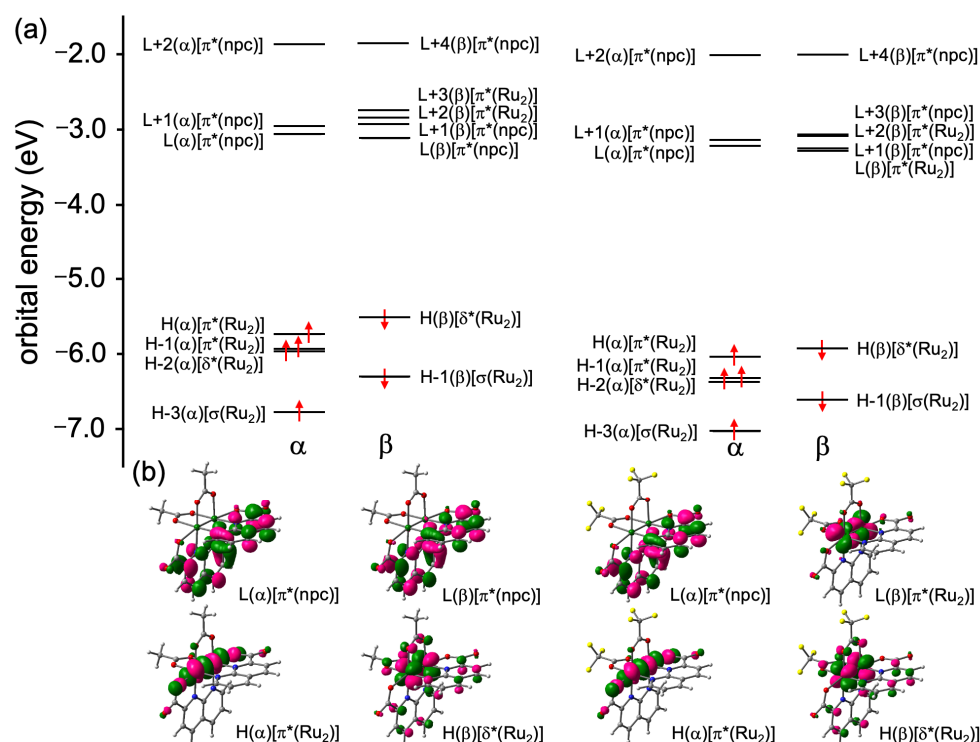 (a)
orbital energy (eV)
−2.0
−3.0
−4.0
−5.0
−6.0
−7.0
L+2(α)[π*(npc)]
L+4(β)[π*(npc)]
L+3(β)[π*(Ru₂)]
L+2(β)[π*(Ru₂)]
L+1(α)[π*(npc)]
L+1(β)[π*(npc)]
L(α)[π*(npc)]
L(β)[π*(npc)]
H(α)[π*(Ru₂)]
H(β)[δ*(Ru₂)]
H-1(α)[π*(Ru₂)]
H-2(α)[δ*(Ru₂)]
H-1(β)[σ(Ru₂)]
H-3(α)[σ(Ru₂)]
α
β
L+2(α)[π*(npc)]
L+4(β)[π*(npc)]
L+3(β)[π*(npc)]
L+1(α)[π*(npc)]
L+2(β)[π*(Ru₂)]
L(α)[π*(npc)]
L+1(β)[π*(npc)]
L(β)[π*(Ru₂)]
H(α)[π*(Ru₂)]
H(β)[δ*(Ru₂)]
H-1(α)[π*(Ru₂)]
H-2(α)[δ*(Ru₂)]
H-1(β)[σ(Ru₂)]
H-3(α)[σ(Ru₂)]
α
β
(b)
L(α)[π*(npc)]
L(β)[π*(npc)]
L(α)[π*(npc)]
L(β)[π*(Ru₂)]
H(α)[π*(Ru₂)]
H(β)[δ*(Ru₂)]
H(α)[π*(Ru₂)]
H(β)[δ*(Ru₂)]